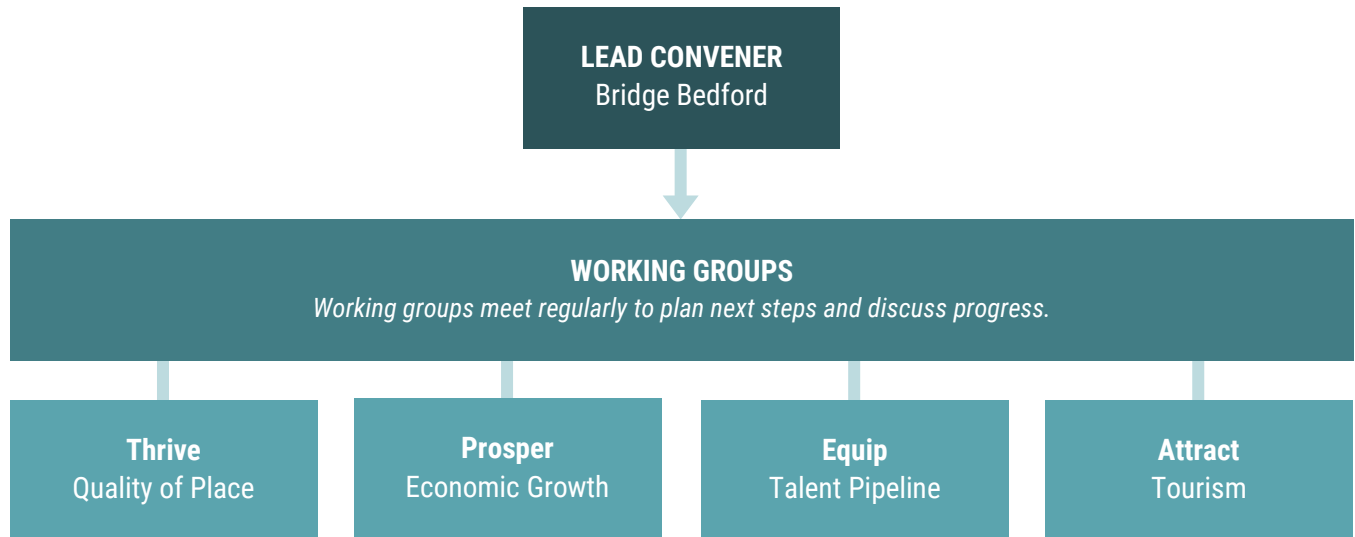 LEAD CONVENER
Bridge Bedford
WORKING GROUPS
Working groups meet regularly to plan next steps and discuss progress.
Thrive
Quality of Place
Prosper
Economic Growth
Equip
Talent Pipeline
Attract
Tourism